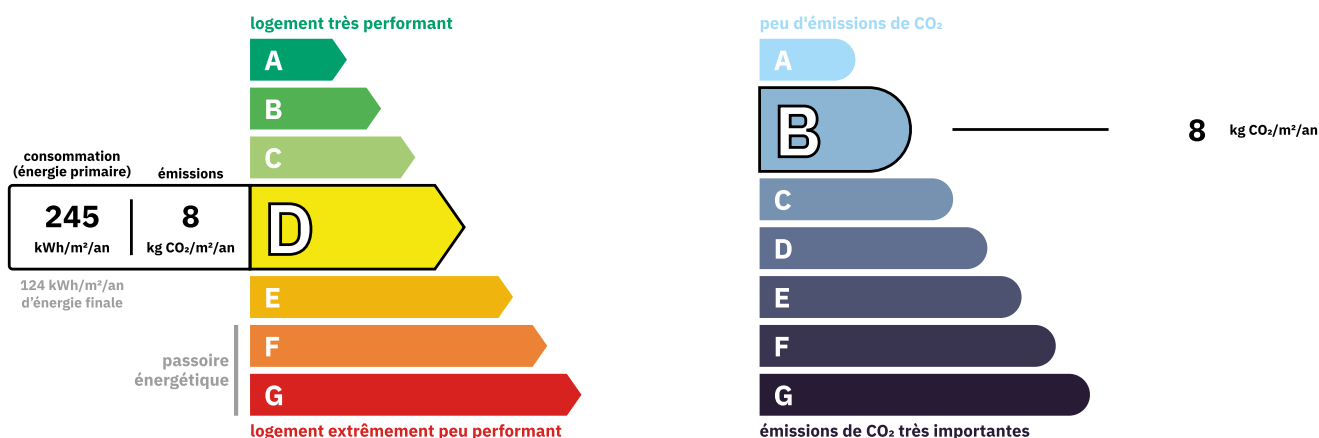 logement très performant
A
B
C
consommation
(énergie primaire)
émissions
245
kWh/m²/an
8
kg CO₂/m²/an
D
124 kWh/m²/an
d'énergie finale
E
passoire
énergétique
F
G
logement extrêmement peu performant
peu d'émissions de CO₂
A
B
8 kg CO₂/m²/an
C
D
E
F
G
émissions de CO₂ très importantes